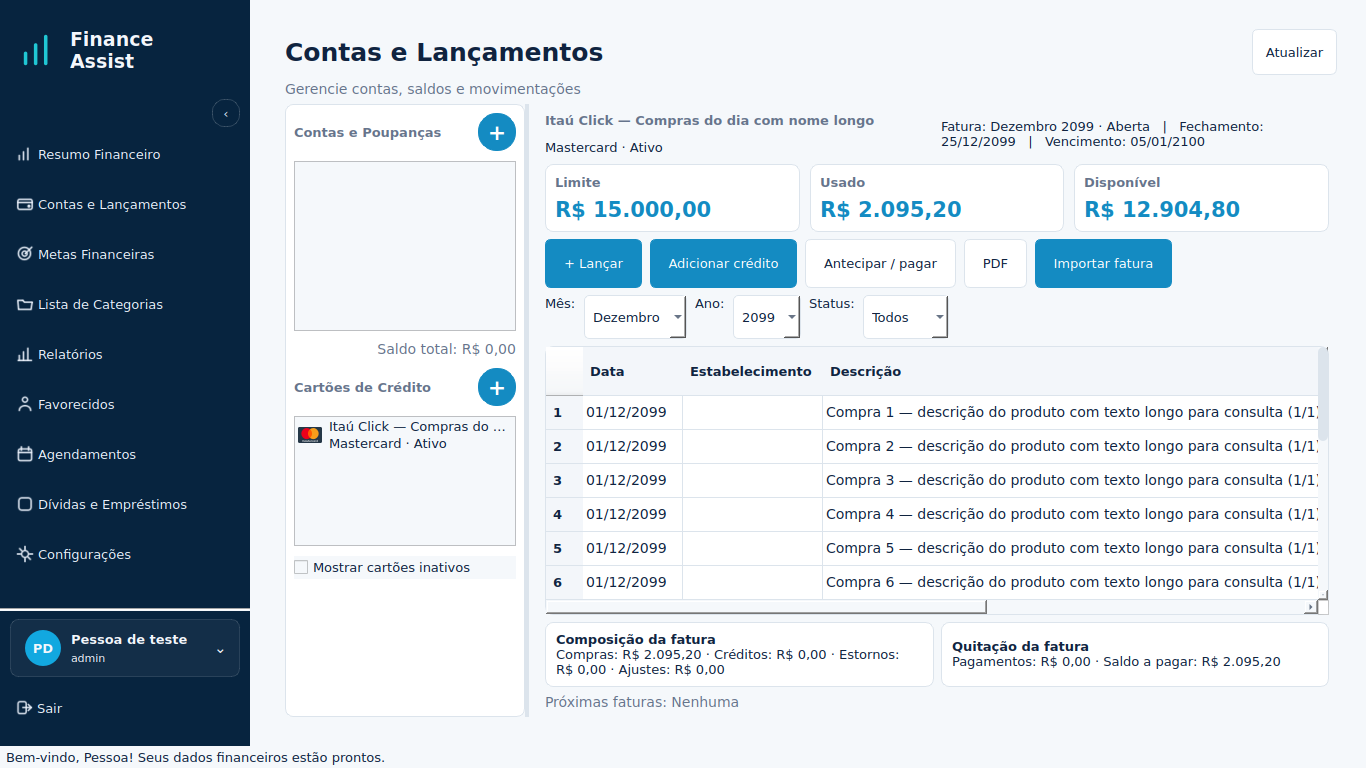 Finance
Assist
‹
Resumo Financeiro
Contas e Lançamentos
Metas Financeiras
Lista de Categorias
Relatórios
Favorecidos
Agendamentos
Dívidas e Empréstimos
Configurações
PD
Pessoa de teste
admin
Sair
Contas e Lançamentos
Atualizar
Gerencie contas, saldos e movimentações
Contas e Poupanças
+
Saldo total: R$ 0,00
Cartões de Crédito
+
Itaú Click — Compras do ...
Mastercard · Ativo
Mostrar cartões inativos
Itaú Click — Compras do dia com nome longo
Mastercard · Ativo
Fatura: Dezembro 2099 · Aberta | Fechamento:
25/12/2099 | Vencimento: 05/01/2100
Limite
R$ 15.000,00
Usado
R$ 2.095,20
Disponível
R$ 12.904,80
+ Lançar
Adicionar crédito
Antecipar / pagar
PDF
Importar fatura
Mês: Dezembro
Ano: 2099
Status: Todos
Data Estabelecimento Descrição
1 01/12/2099 Compra 1 — descrição do produto com texto longo para consulta (1/1)
2 01/12/2099 Compra 2 — descrição do produto com texto longo para consulta (1/1)
3 01/12/2099 Compra 3 — descrição do produto com texto longo para consulta (1/1)
4 01/12/2099 Compra 4 — descrição do produto com texto longo para consulta (1/1)
5 01/12/2099 Compra 5 — descrição do produto com texto longo para consulta (1/1)
6 01/12/2099 Compra 6 — descrição do produto com texto longo para consulta (1/1)
Composição da fatura
Compras: R$ 2.095,20 · Créditos: R$ 0,00 · Estornos:
R$ 0,00 · Ajustes: R$ 0,00
Quitação da fatura
Pagamentos: R$ 0,00 · Saldo a pagar: R$ 2.095,20
Próximas faturas: Nenhuma
Bem-vindo, Pessoa! Seus dados financeiros estão prontos.